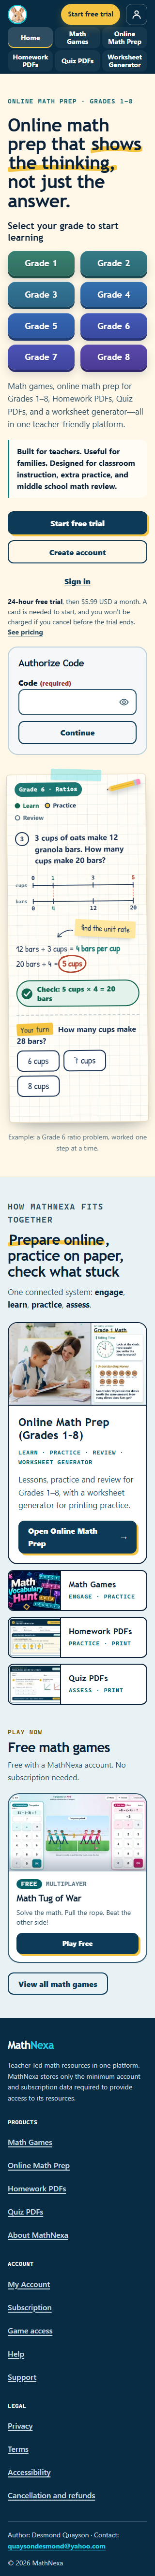 Start free trial
Home
Math Games
Online Math Prep
Homework PDFs
Quiz PDFs
Worksheet Generator
ONLINE MATH PREP · GRADES 1–8
Online math
prep that shows
the thinking,
not just the
answer.
Select your grade to start
learning
Grade 1
Grade 2
Grade 3
Grade 4
Grade 5
Grade 6
Grade 7
Grade 8
Math games, online math prep for
Grades 1–8, Homework PDFs, Quiz
PDFs, and a worksheet generator—all
in one teacher-friendly platform.
Built for teachers. Useful for
families. Designed for classroom
instruction, extra practice, and
middle school math review.
Start free trial
Create account
Sign in
24-hour free trial, then $5.99 USD a month. A
card is needed to start, and you won't be
charged if you cancel before the trial ends.
See pricing
Authorize Code
Code (required)
Continue
Grade 6 · Ratios
Learn
Practice
Review
3
3 cups of oats make 12
granola bars. How many
cups make 20 bars?
0 1 3 5
cups
bars
0 4 12 20
find the unit rate
12 bars ÷ 3 cups = 4 bars per cup
20 bars ÷ 4 = 5 cups
Check: 5 cups × 4 = 20
bars
Your turn How many cups make
28 bars?
6 cups
7 cups
8 cups
Example: a Grade 6 ratio problem, worked one
step at a time.
HOW MATHNEXA FITS
TOGETHER
Prepare online,
practice on paper,
check what stuck
One connected system: engage,
learn, practice, assess.
Grade 1 Math
Online Math Prep
(Grades 1–8)
LEARN · PRACTICE · REVIEW ·
WORKSHEET GENERATOR
Lessons, practice and review for
Grades 1–8, with a worksheet
generator for printing practice.
Open Online Math
Prep
→
Math
Vocabulary
Hunt
Math Games
ENGAGE · PRACTICE
Homework PDFs
PRACTICE · PRINT
Quiz PDFs
ASSESS · PRINT
PLAY NOW
Free math games
Free with a MathNexa account. No
subscription needed.
FREE MULTIPLAYER
Math Tug of War
Solve the math. Pull the rope. Beat the
other side!
Play Free
View all math games
MathNexa
Teacher-led math resources in one platform.
MathNexa stores only the minimum account
and subscription data required to provide
access to its resources.
PRODUCTS
Math Games
Online Math Prep
Homework PDFs
Quiz PDFs
About MathNexa
ACCOUNT
My Account
Subscription
Game access
Help
Support
LEGAL
Privacy
Terms
Accessibility
Cancellation and refunds
Author: Desmond Quayson · Contact:
quaysondesmond@yahoo.com
© 2026 MathNexa